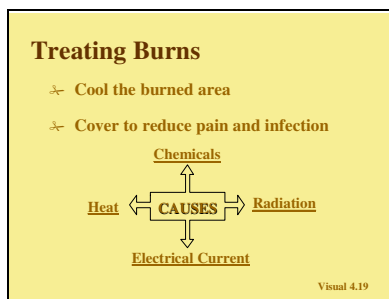 Treating Burns
Cool the burned area
Cover to reduce pain and infection
Chemicals
Heat
CAUSES
Radiation
Electrical Current
Visual 4.19